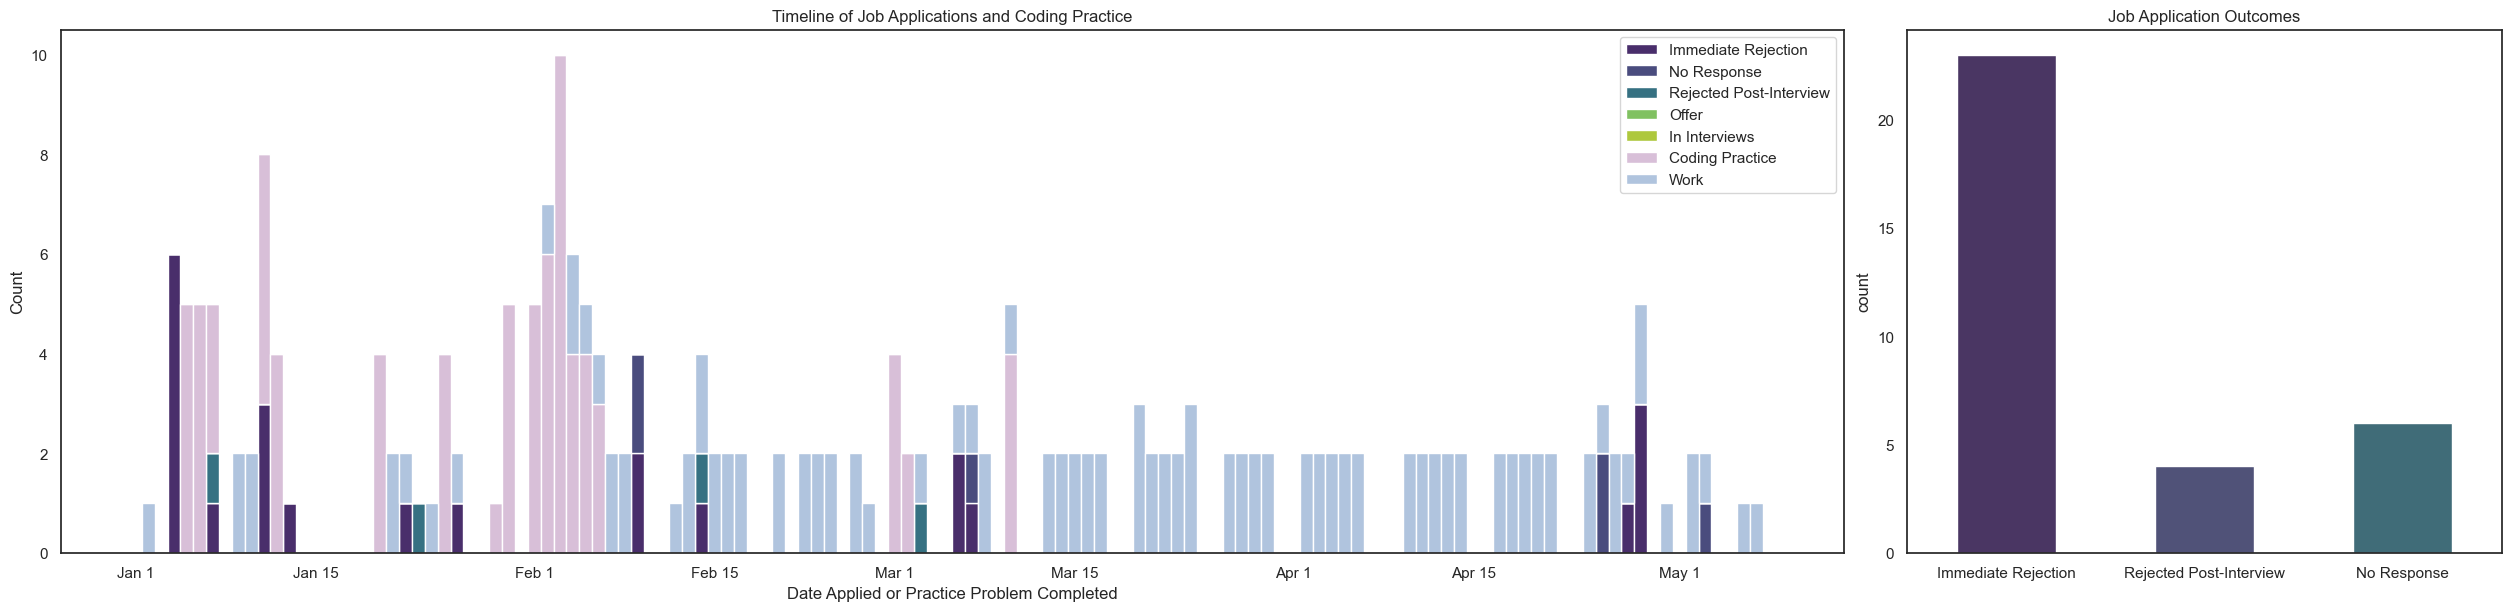 Timeline of Job Applications and Coding Practice
Count
10
8
6
4
2
0
Immediate Rejection
No Response
Rejected Post-Interview
Offer
In Interviews
Coding Practice
Work
Jan 1
Jan 15
Feb 1
Feb 15
Mar 1
Mar 15
Apr 1
Apr 15
May 1
Date Applied or Practice Problem Completed
Job Application Outcomes
count
20
15
10
5
0
Immediate Rejection
Rejected Post-Interview
No Response